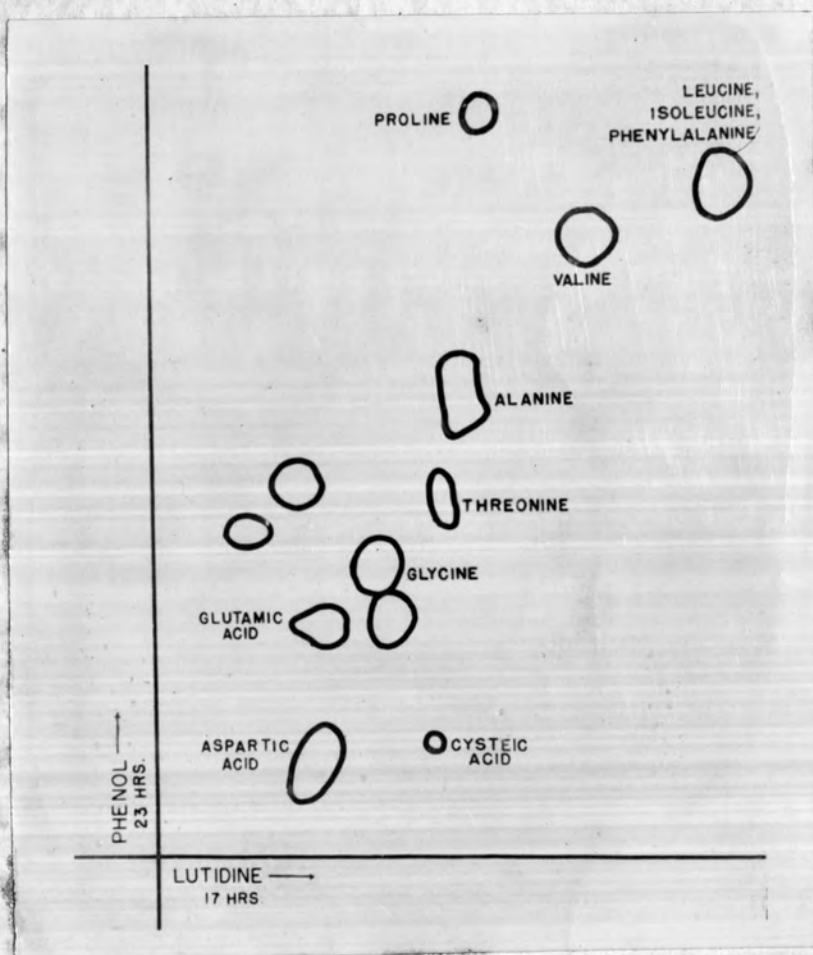 LEUCINE,
ISOLEUCINE,
PHENYLALANINE
PROLINE
VALINE
ALANINE
THREONINE
GLYCINE
GLUTAMIC
ACID
ASPARTIC
ACID
CYSTEIC
ACID
PHENOL →
23 HRS.
LUTIDINE →
17 HRS.